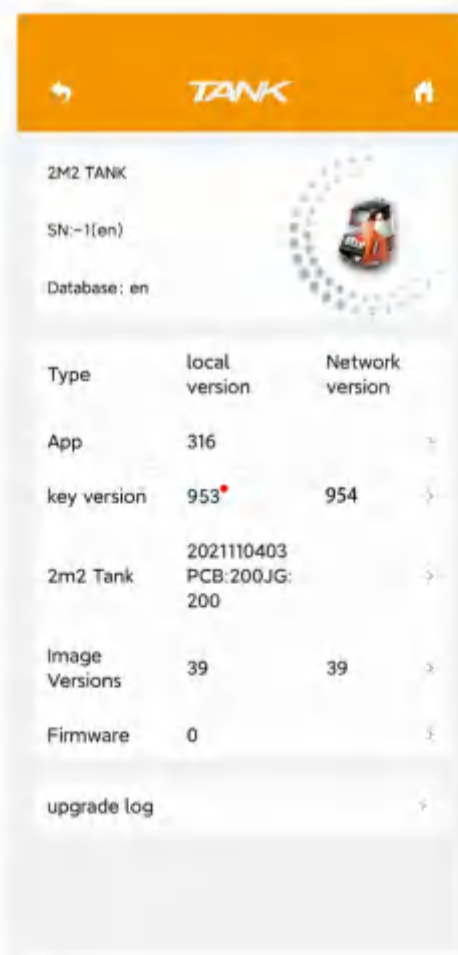 TANK
2M2 TANK
SN:-1(en)
Database: en
Type local version Network version
App 316
key version 953 954
2m2 Tank 2021110403 PCB:200JG: 200
Image Versions 39 39
Firmware 0
upgrade log